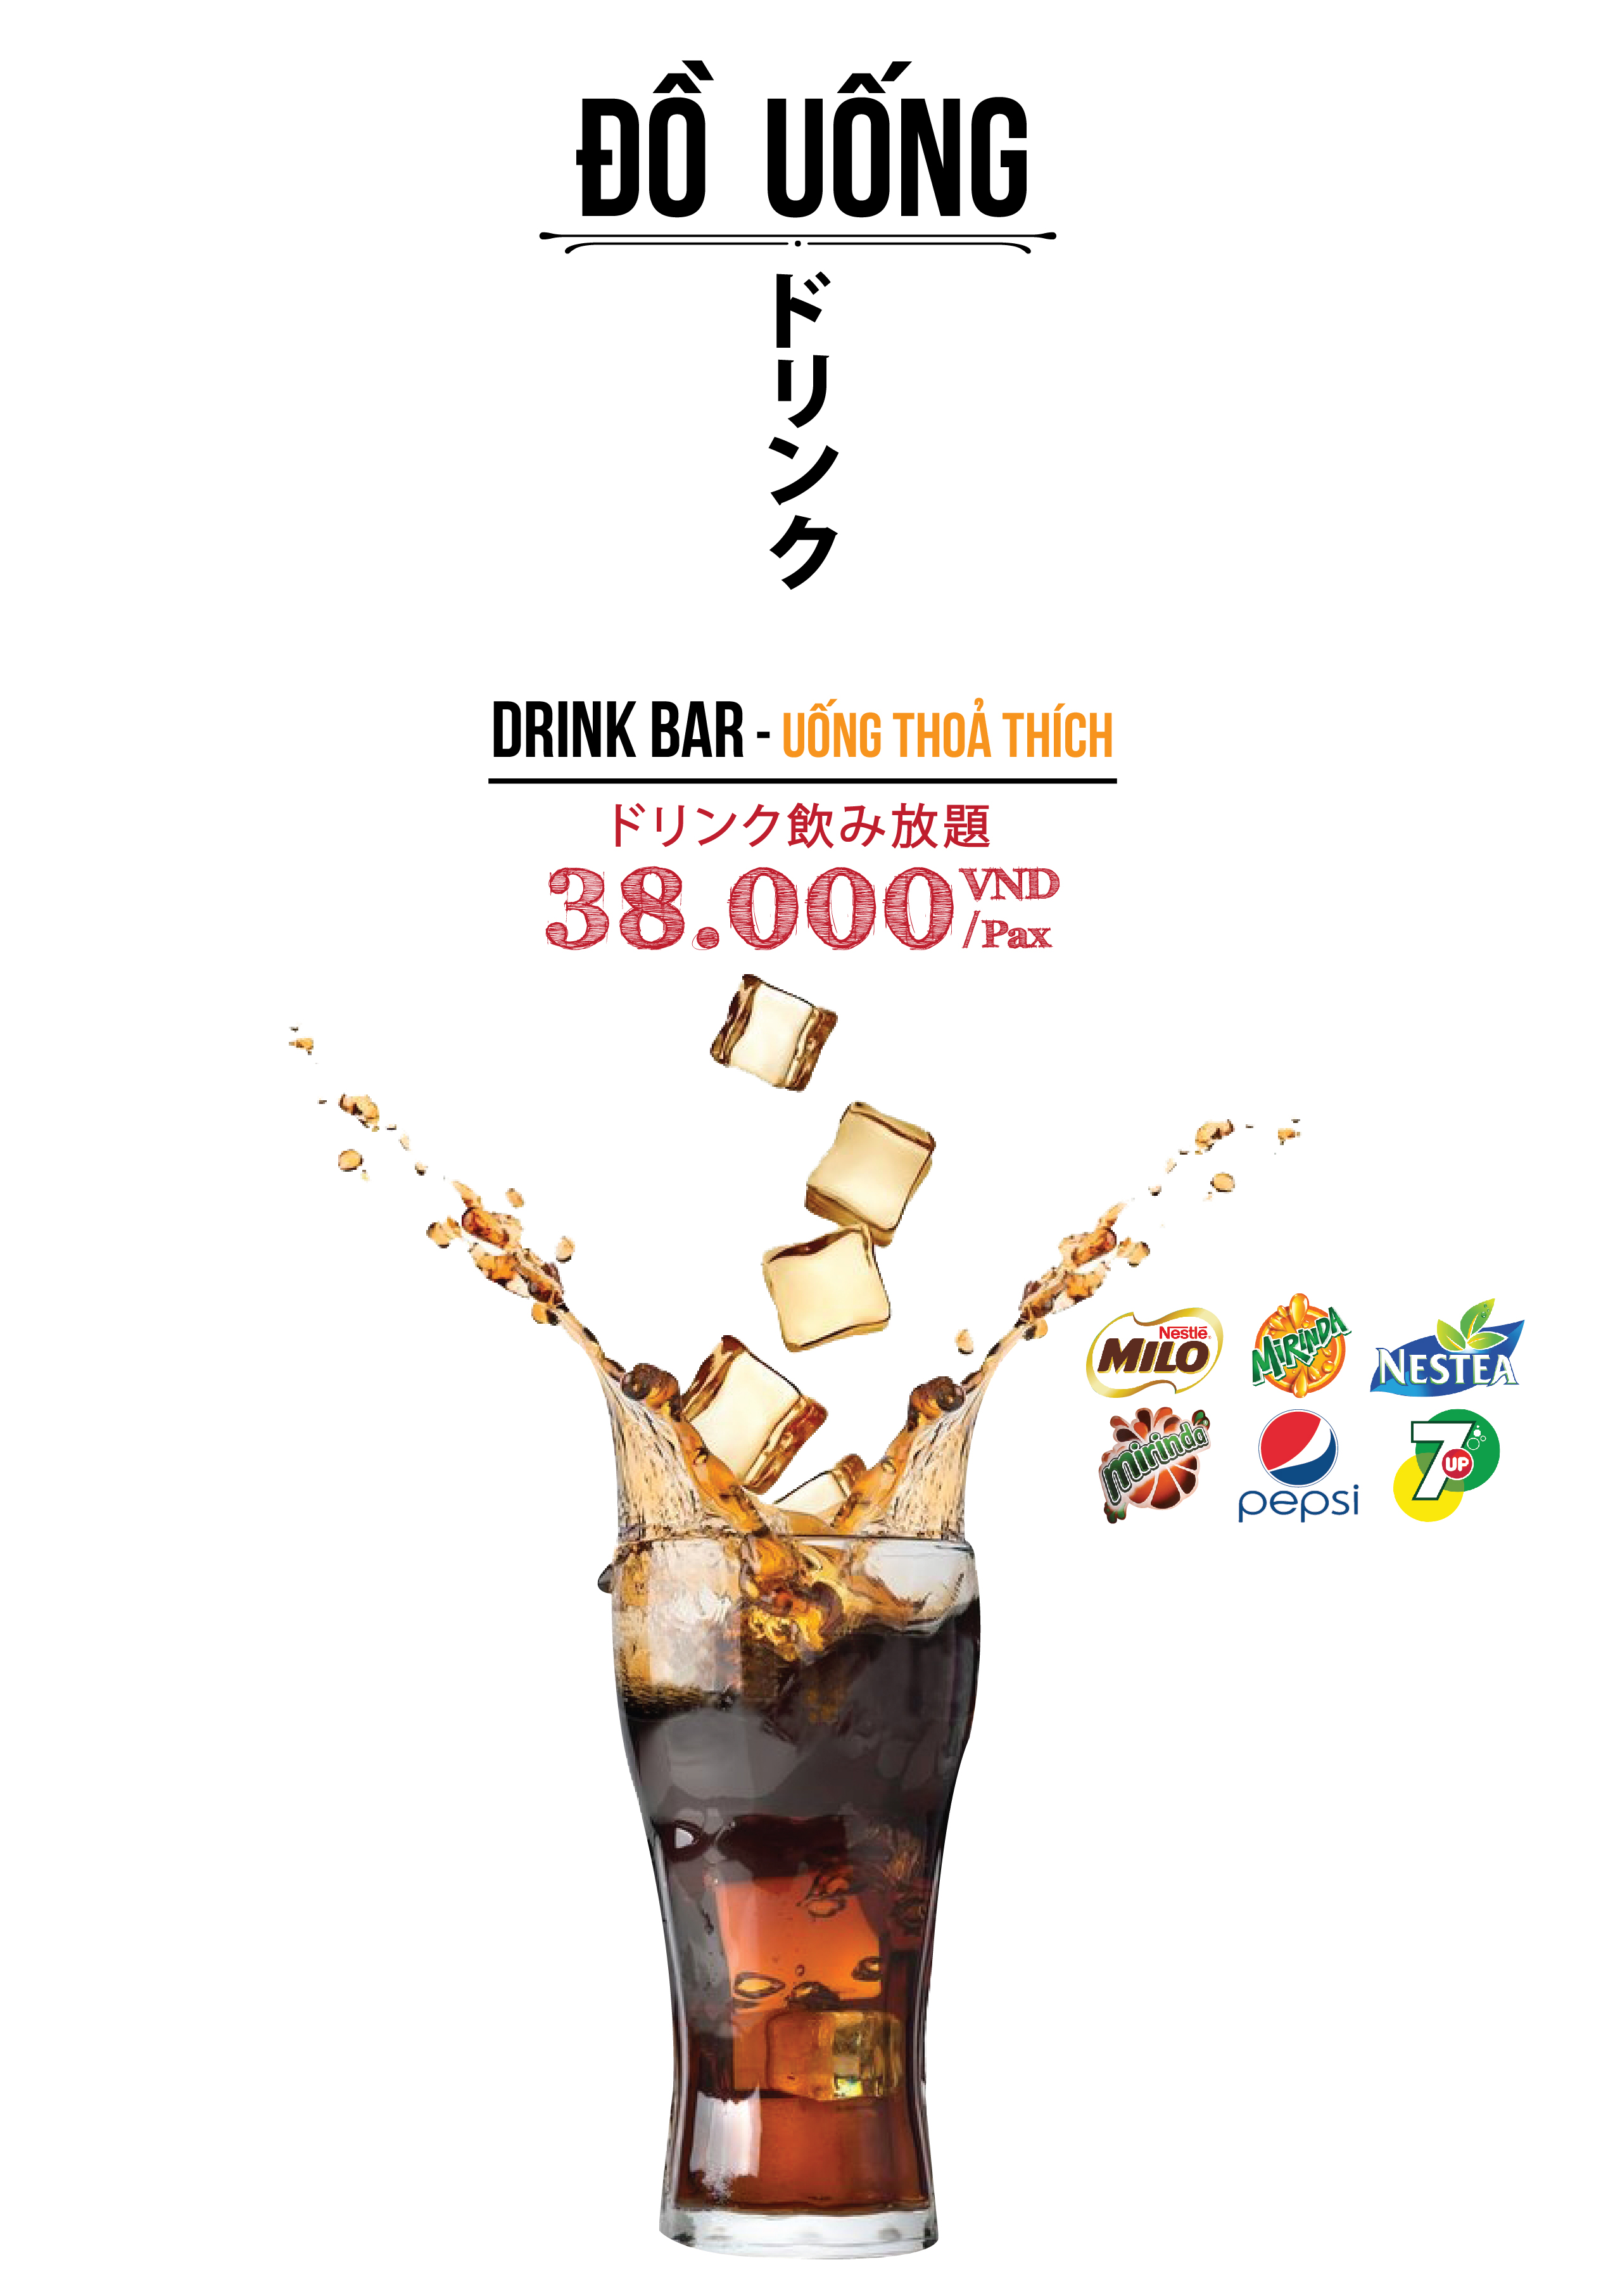 ĐỒ UỐNG
ドリンク
DRINK BAR - UỐNG THOẢ THÍCH
ドリンク飲み放題
38.000 VND
/Pax
Nestlé MILO
MiRiNDA
NESTEA
mirinda
pepsi
7UP